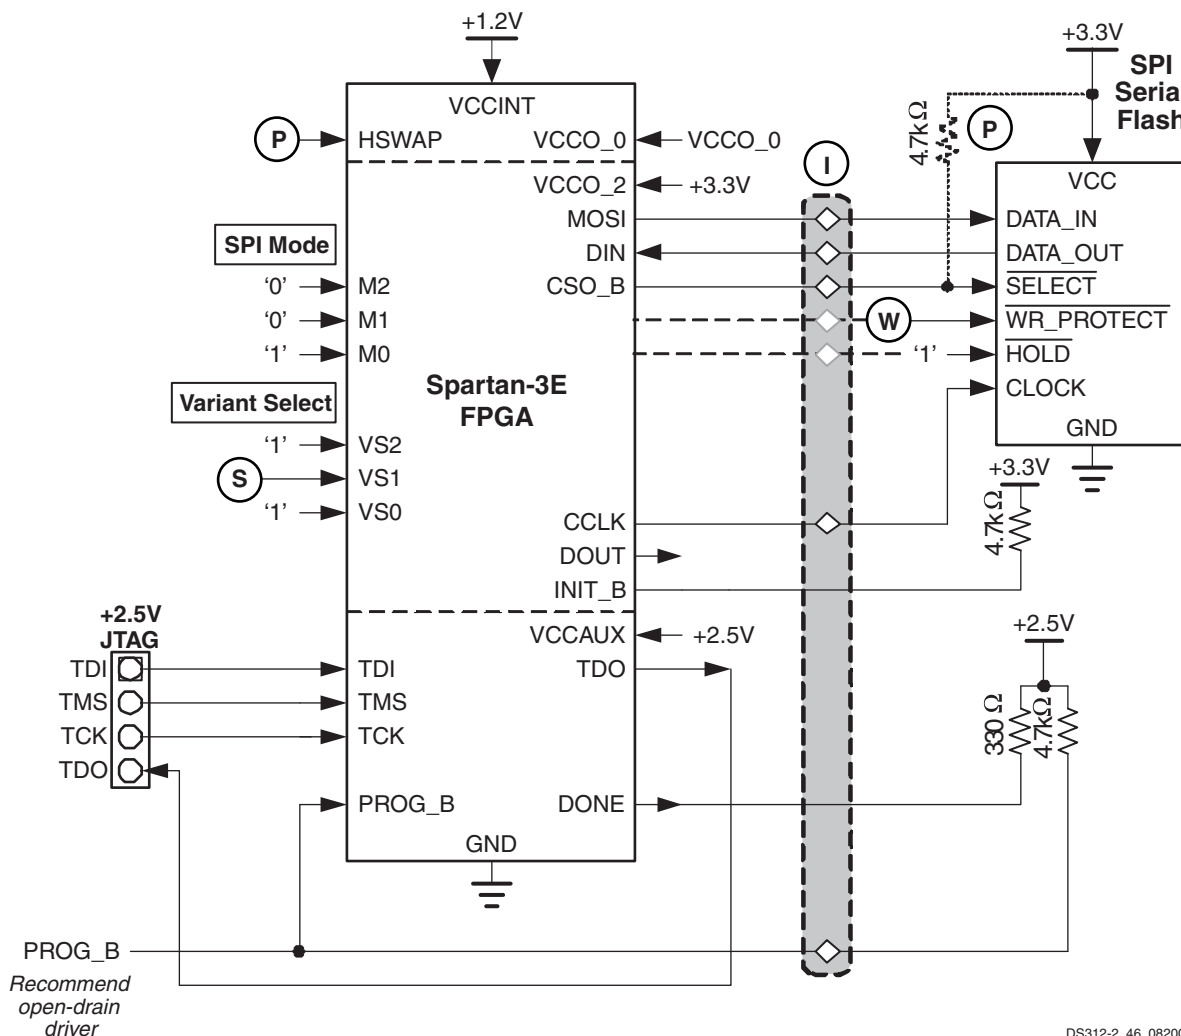 +1.2V
+3.3V
SPI
Seria
Flash
P
HSWAP
VCCINT
VCCO_0
VCCO_0
4.7kΩ
P
I
VCCO_2
+3.3V
VCC
MOSI
DATA_IN
SPI Mode
DIN
DATA_OUT
'0'
M2
CSO_B
SELECT
'0'
M1
W
WR_PROTECT
'1'
M0
'1'
HOLD
Spartan-3E
FPGA
CLOCK
Variant Select
GND
'1'
VS2
S
VS1
+3.3V
'1'
VS0
4.7kΩ
CCLK
DOUT
INIT_B
+2.5V
JTAG
VCCAUX
+2.5V
+2.5V
TDI
TDI
TDO
TMS
TMS
TCK
TCK
TDO
330 Ω
4.7kΩ
PROG_B
DONE
GND
PROG_B
Recommend
open-drain
driver
DS312-2_46_08200